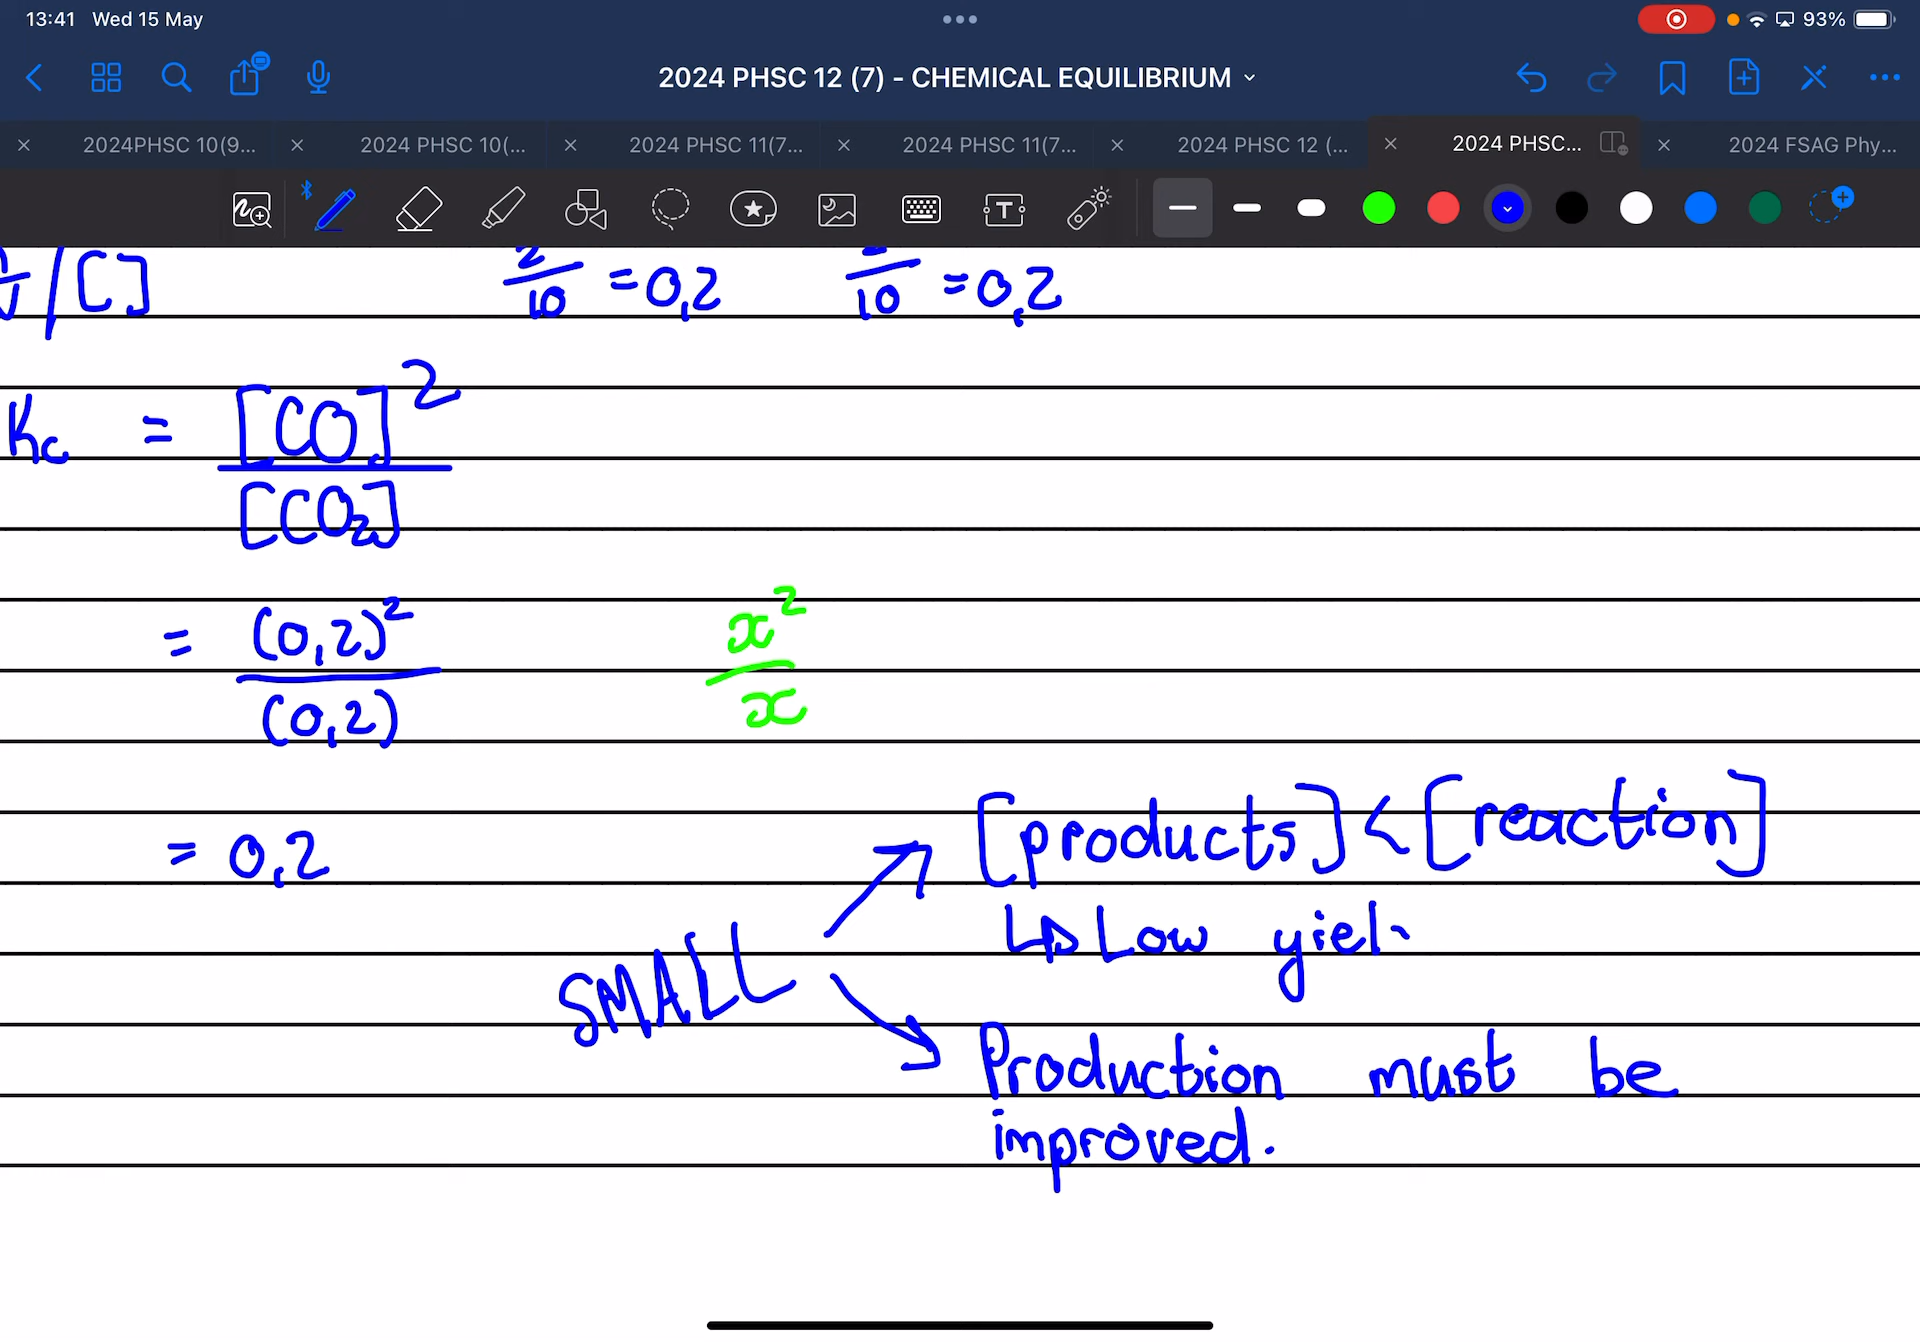 13:41 Wed 15 May
93%
2024 PHSC 12 (7) - CHEMICAL EQUILIBRIUM
2024PHSC 10(9... 2024 PHSC 10(... 2024 PHSC 11(7... 2024 PHSC 11(7... 2024 PHSC 12 (... 2024 PHSC... 2024 FSAG Phy...
/[ ] 2/10 = 0,2 2/10 = 0,2
Kc = [CO]²/[CO₂]
= (0,2)²/(0,2) x²/x
= 0,2
[products] < [reaction]
↳ Low yiel
SMALL
Production must be
improved.